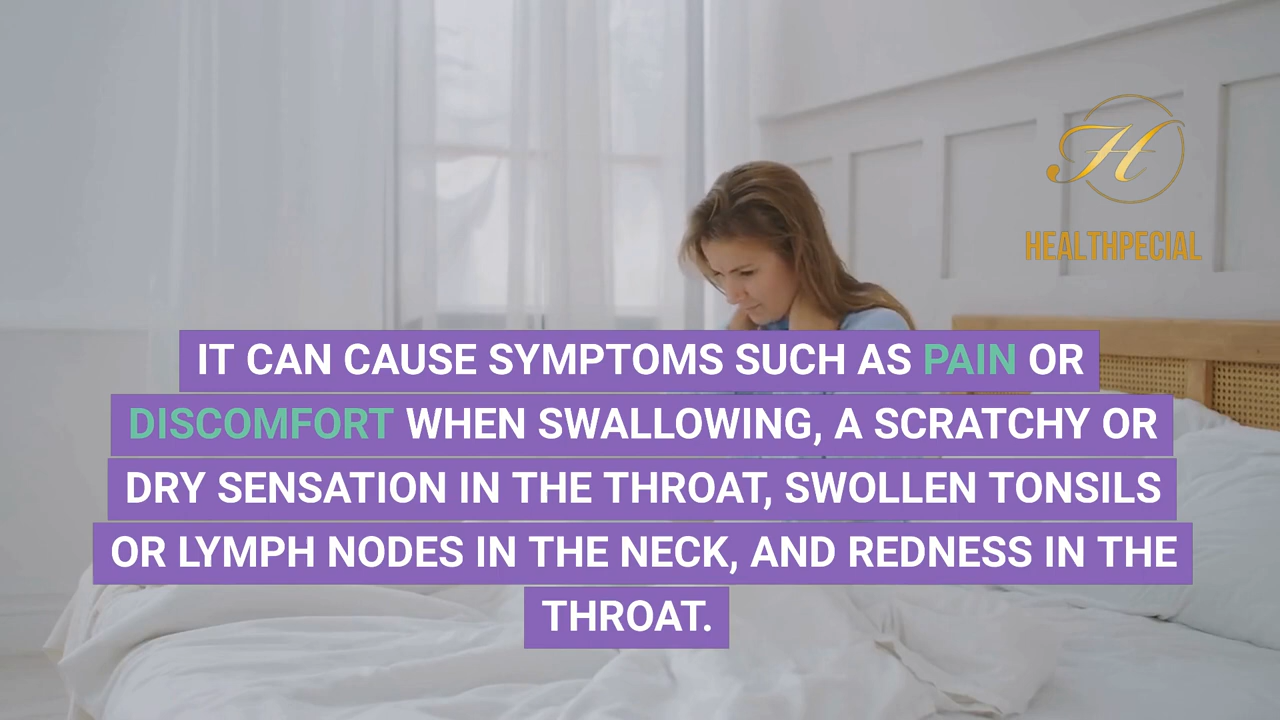 H
HEALTHPECIAL
IT CAN CAUSE SYMPTOMS SUCH AS PAIN OR
DISCOMFORT WHEN SWALLOWING, A SCRATCHY OR
DRY SENSATION IN THE THROAT, SWOLLEN TONSILS
OR LYMPH NODES IN THE NECK, AND REDNESS IN THE
THROAT.